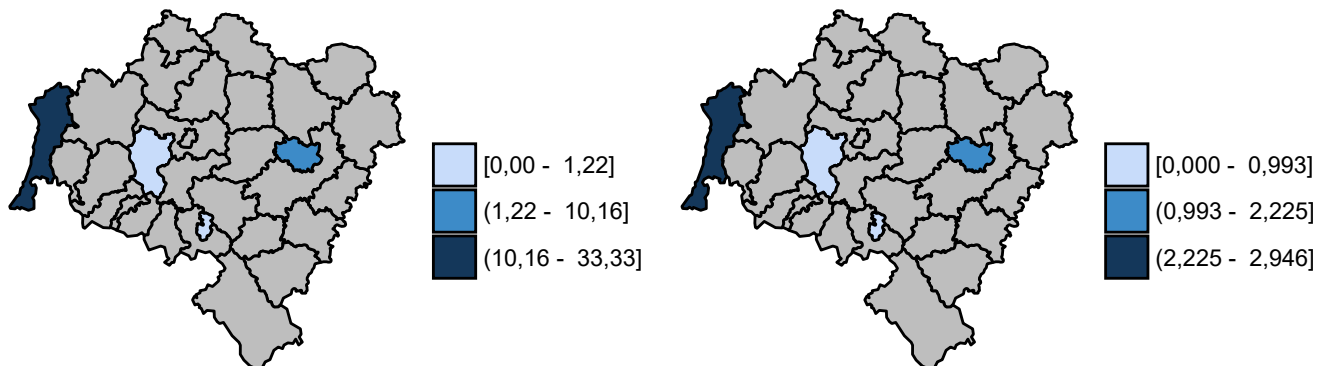 [0,00 - 1,22]
(1,22 - 10,16]
(10,16 - 33,33]
[0,000 - 0,993]
(0,993 - 2,225]
(2,225 - 2,946]